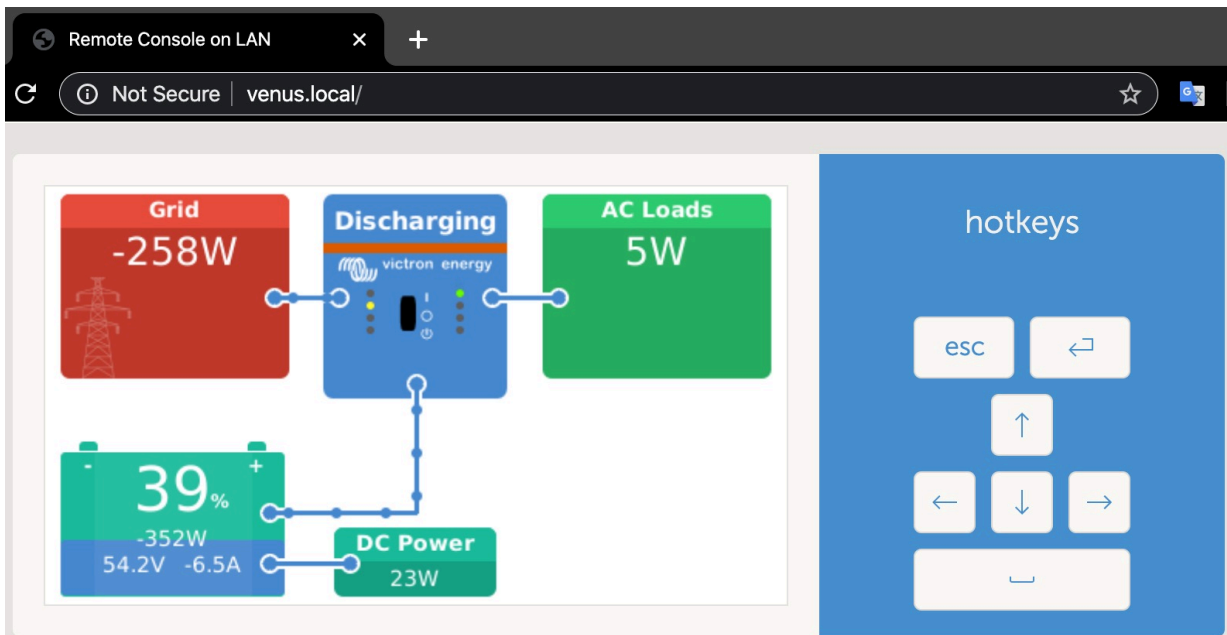 Remote Console on LAN
Not Secure venus.local/
Grid
-258W
Discharging
victron energy
AC Loads
5W
- +
39%
-352W
54.2V -6.5A
DC Power
23W
hotkeys
esc